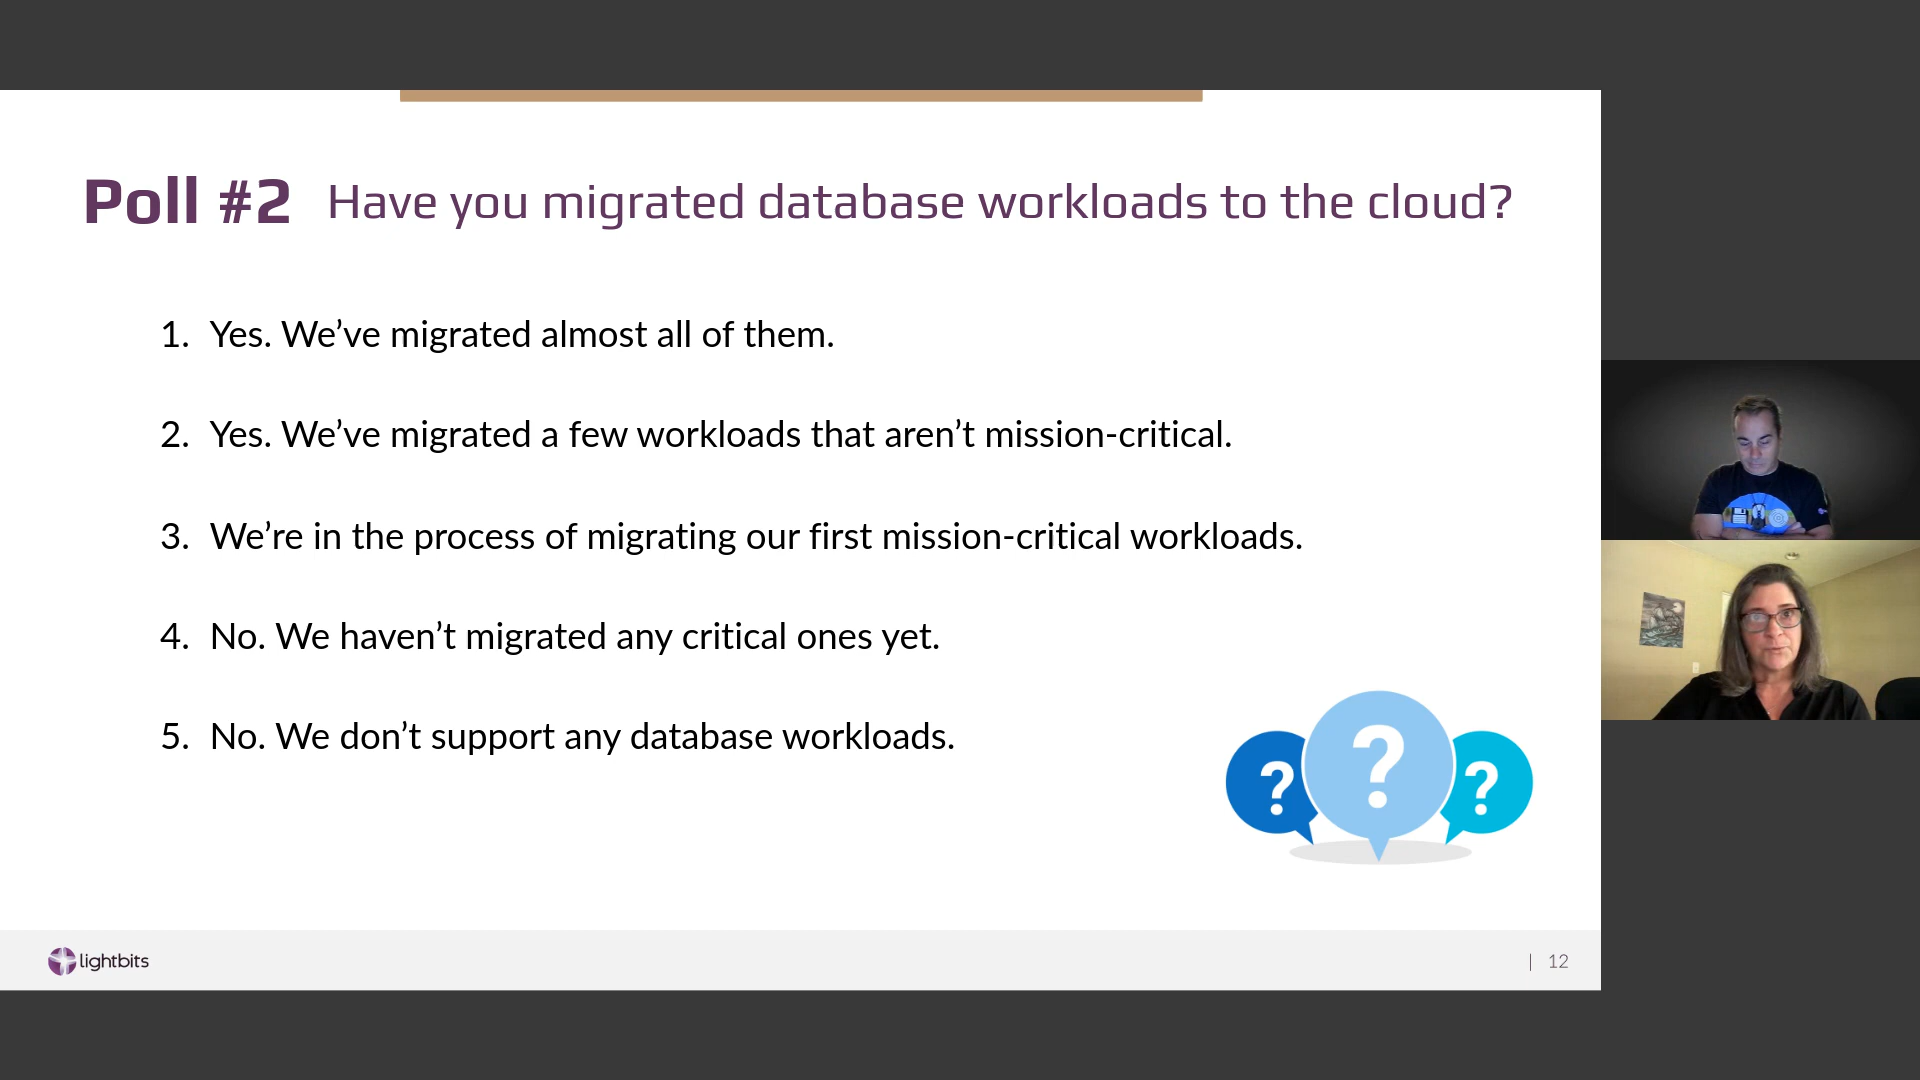 Poll #2 Have you migrated database workloads to the cloud?
1. Yes. We’ve migrated almost all of them.
2. Yes. We’ve migrated a few workloads that aren’t mission-critical.
3. We’re in the process of migrating our first mission-critical workloads.
4. No. We haven’t migrated any critical ones yet.
5. No. We don’t support any database workloads.
? ? ?
lightbits
| 12